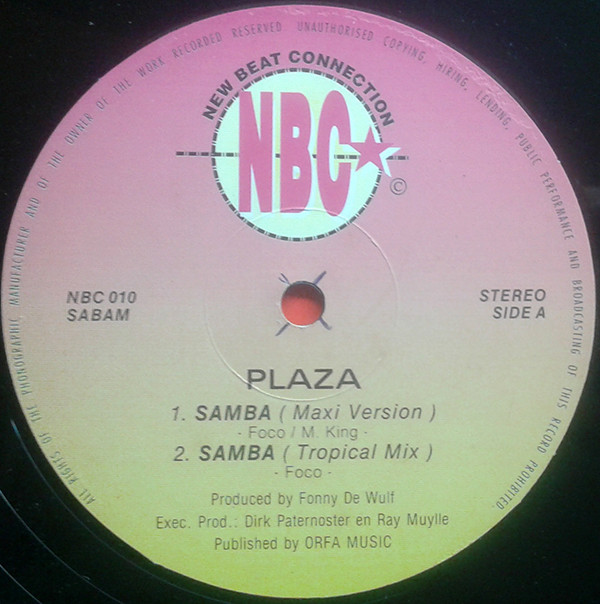 ALL RIGHTS OF THE PHONOGRAPHIC MANUFACTURER AND OF THE OWNER OF THE WORK RECORDED RESERVED UNAUTHORISED COPYING, HIRING, LENDING, PUBLIC PERFORMANCE AND BROADCASTING OF THIS RECORD PROHIBITED-
NEW BEAT CONNECTION
NBC
©
NBC 010
SABAM
STEREO
SIDE A
PLAZA
1. SAMBA ( Maxi Version )
- Foco / M. King -
2. SAMBA ( Tropical Mix )
- Foco -
Produced by Fonny De Wulf
Exec. Prod.: Dirk Paternoster en Ray Muylle
Published by ORFA MUSIC